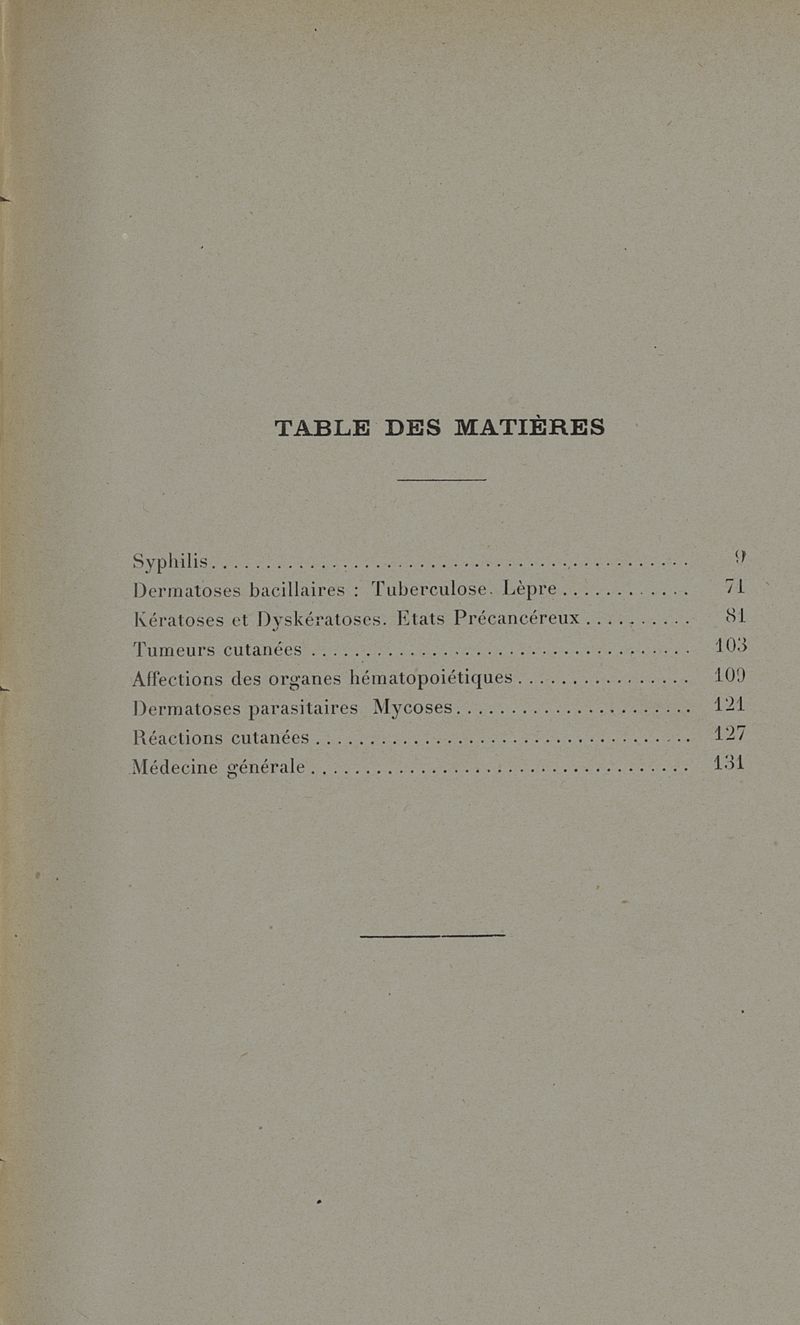 TABLE DES MATIÈRES
Syphilis........................................... 9
Dermatoses bacillaires : Tuberculose. Lèpre............ 71
Kératoses et Dyskératoses. Etats Précancéreux.......... 81
Tumeurs cutanées................................... 103
Affections des organes hématopoiétiques................ 109
Dermatoses parasitaires Mycoses...................... 121
Réactions cutanées................................... 127
Médecine générale................................... 131